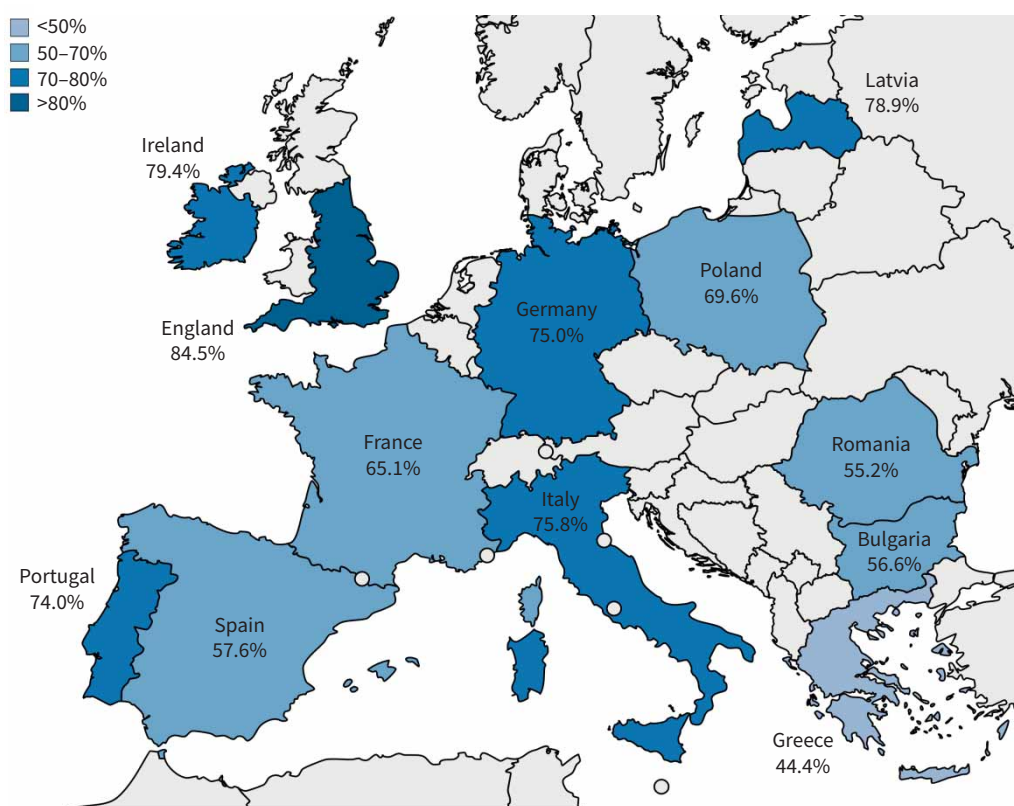 <50%
50–70%
70–80%
>80%
Latvia
78.9%
Ireland
79.4%
Poland
69.6%
Germany
75.0%
England
84.5%
France
65.1%
Romania
55.2%
Italy
75.8%
Bulgaria
56.6%
Portugal
74.0%
Spain
57.6%
Greece
44.4%